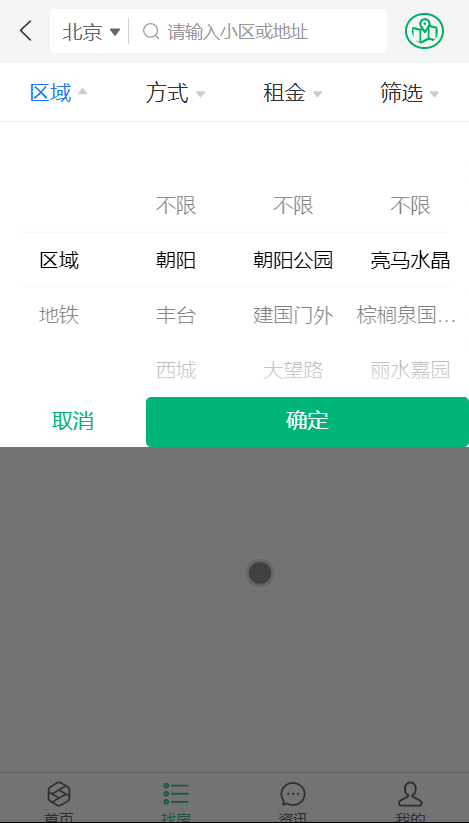 北京 请输入小区或地址
区域 方式 租金 筛选
不限 不限 不限
区域 朝阳 朝阳公园 亮马水晶
地铁 丰台 建国门外 棕榈泉国…
西城 大望路 丽水嘉园
取消 确定
首页 找房 资讯 我的